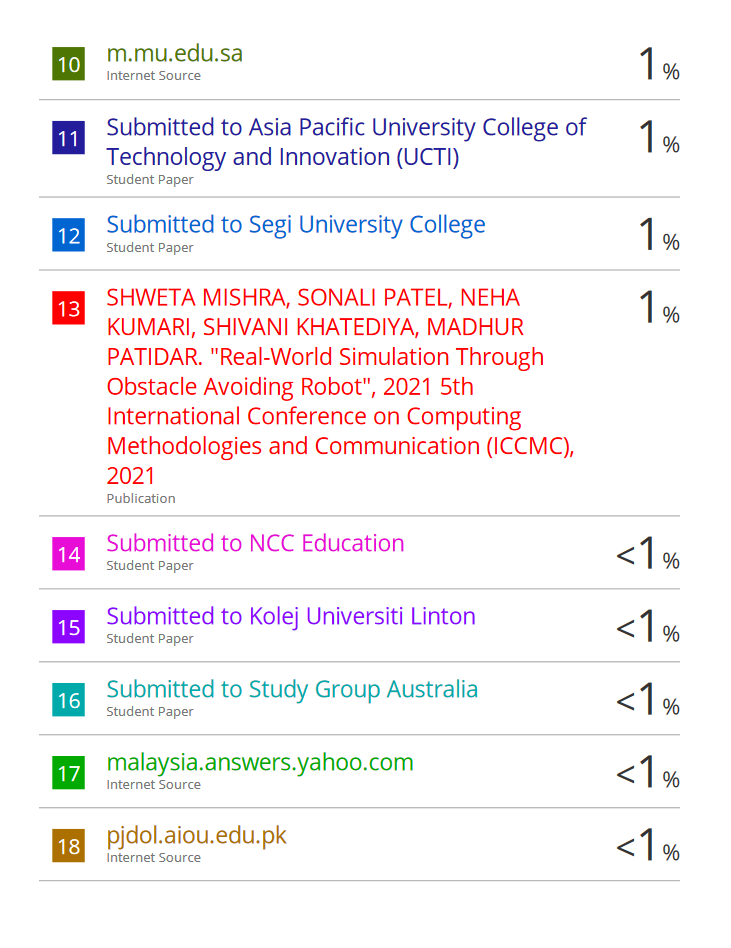 10 m.mu.edu.sa 1%
Internet Source
11 Submitted to Asia Pacific University College of 1%
Technology and Innovation (UCTI)
Student Paper
12 Submitted to Segi University College 1%
Student Paper
13 SHWETA MISHRA, SONALI PATEL, NEHA 1%
KUMARI, SHIVANI KHATEDIYA, MADHUR
PATIDAR. "Real-World Simulation Through
Obstacle Avoiding Robot", 2021 5th
International Conference on Computing
Methodologies and Communication (ICCMC),
2021
Publication
14 Submitted to NCC Education <1%
Student Paper
15 Submitted to Kolej Universiti Linton <1%
Student Paper
16 Submitted to Study Group Australia <1%
Student Paper
17 malaysia.answers.yahoo.com <1%
Internet Source
18 pjdol.aiou.edu.pk <1%
Internet Source